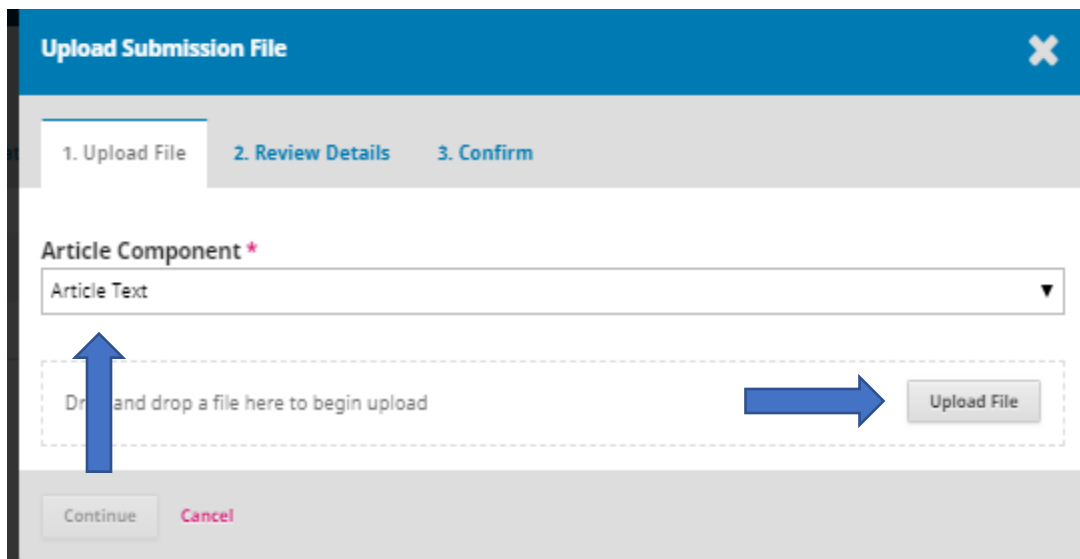 Upload Submission File
1. Upload File 2. Review Details 3. Confirm
Article Component *
Article Text
and drop a file here to begin upload
Upload File
Continue Cancel